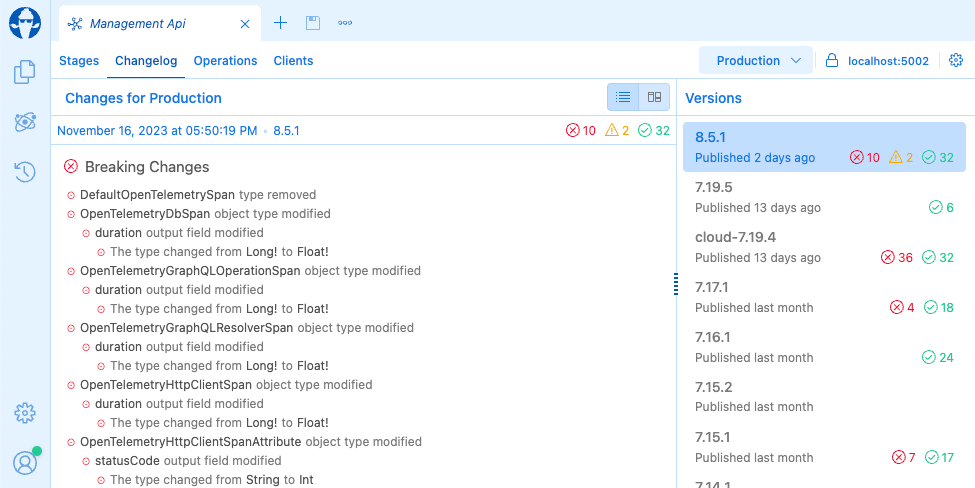 Management Api
Stages Changelog Operations Clients
Production
localhost:5002
Changes for Production
November 16, 2023 at 05:50:19 PM • 8.5.1
10 2 32
Breaking Changes
DefaultOpenTelemetrySpan type removed
OpenTelemetryDbSpan object type modified
duration output field modified
The type changed from Long! to Float!
OpenTelemetryGraphQLOperationSpan object type modified
duration output field modified
The type changed from Long! to Float!
OpenTelemetryGraphQLResolverSpan object type modified
duration output field modified
The type changed from Long! to Float!
OpenTelemetryHttpClientSpan object type modified
duration output field modified
The type changed from Long! to Float!
OpenTelemetryHttpClientSpanAttribute object type modified
statusCode output field modified
The type changed from String to Int
Versions
8.5.1
Published 2 days ago 10 2 32
7.19.5
Published 13 days ago 6
cloud-7.19.4
Published 13 days ago 36 32
7.17.1
Published last month 4 18
7.16.1
Published last month 24
7.15.2
Published last month
7.15.1
Published last month 7 17
7.14.1